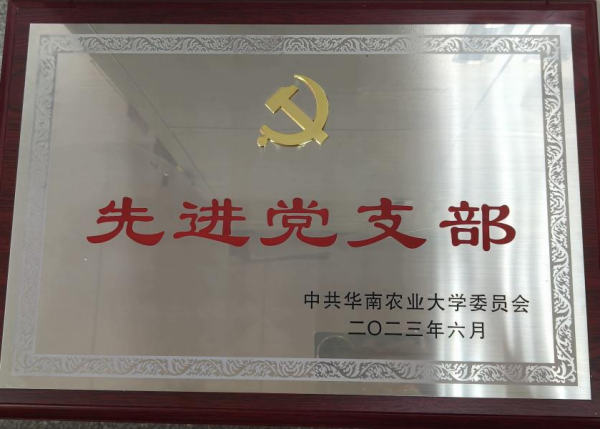 先进党支部
中共华南农业大学委员会
二〇二三年六月